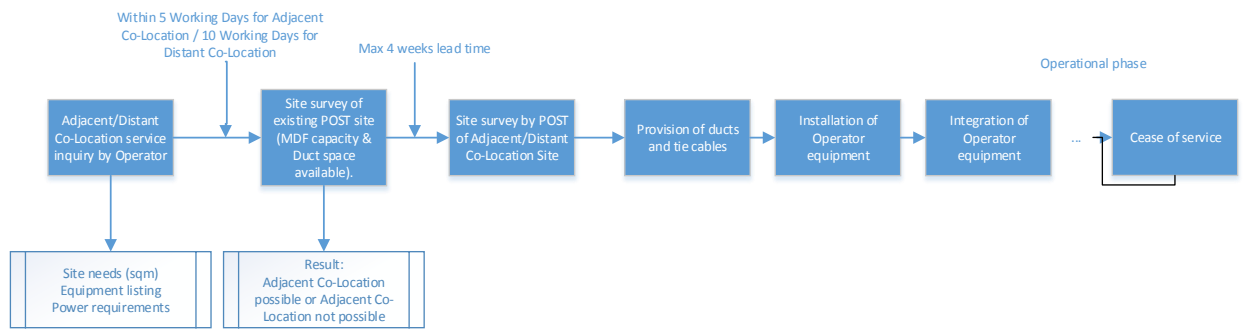 Within 5 Working Days for Adjacent
Co-Location / 10 Working Days for
Distant Co-Location
Max 4 weeks lead time
Operational phase
Adjacent/Distant
Co-Location service
inquiry by Operator
Site survey of
existing POST site
(MDF capacity &
Duct space
available).
Site survey by POST
of Adjacent/Distant
Co-Location Site
Provision of ducts
and tie cables
Installation of
Operator
equipment
Integration of
Operator
equipment
...
Cease of service
Site needs (sqm)
Equipment listing
Power requirements
Result:
Adjacent Co-Location
possible or Adjacent Co-
Location not possible